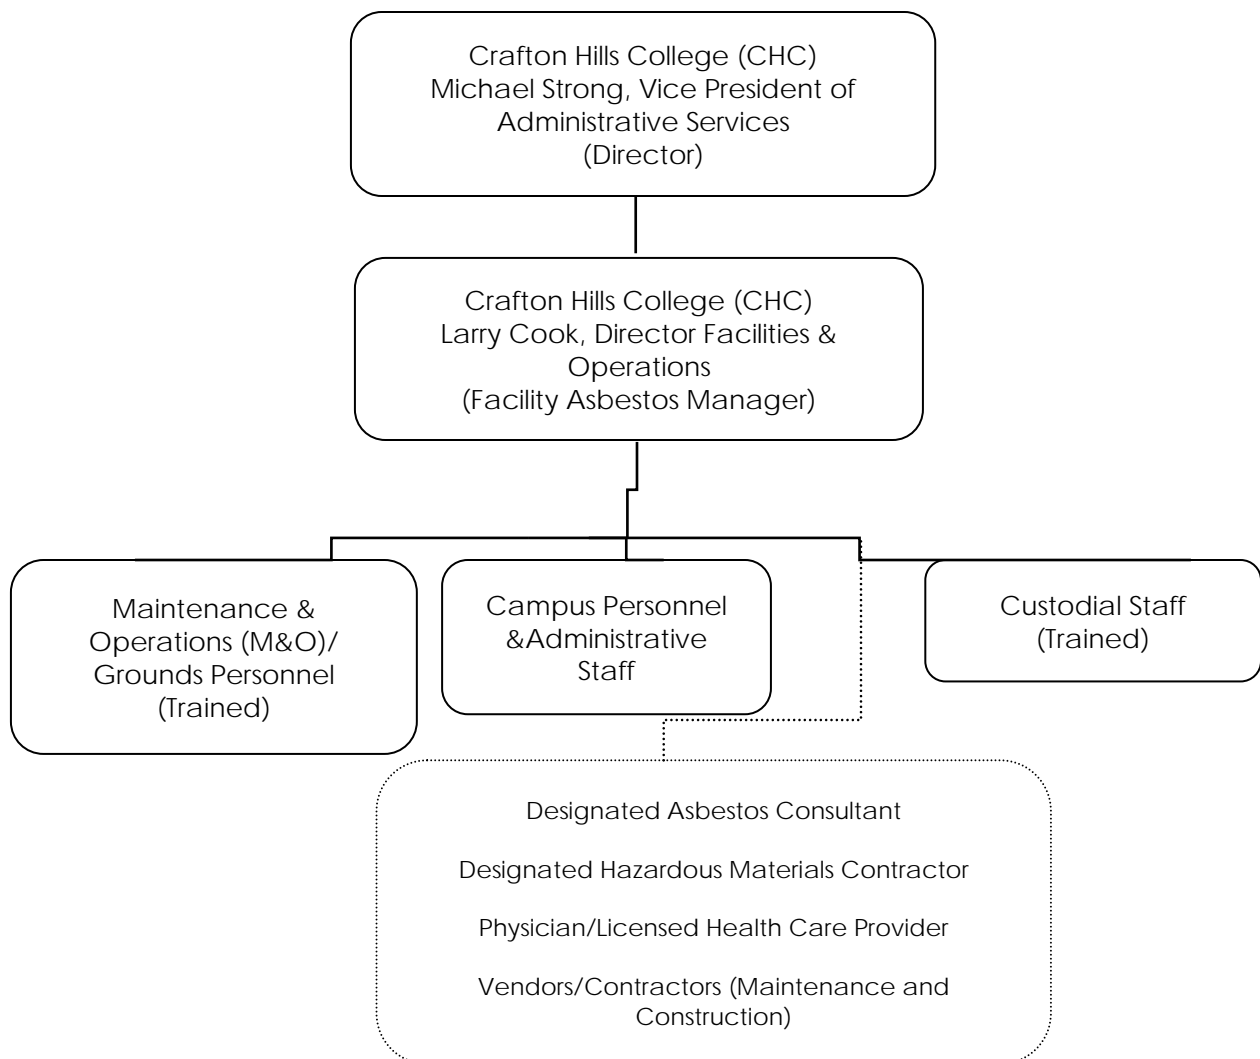 Crafton Hills College (CHC)
Michael Strong, Vice President of
Administrative Services
(Director)
Crafton Hills College (CHC)
Larry Cook, Director Facilities &
Operations
(Facility Asbestos Manager)
Maintenance &
Operations (M&O)/
Grounds Personnel
(Trained)
Campus Personnel
&Administrative
Staff
Custodial Staff
(Trained)
Designated Asbestos Consultant
Designated Hazardous Materials Contractor
Physician/Licensed Health Care Provider
Vendors/Contractors (Maintenance and
Construction)